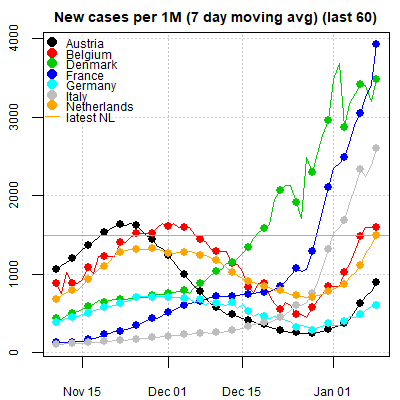 New cases per 1M (7 day moving avg) (last 60)
4000
3000
2000
1000
0
Austria
Belgium
Denmark
France
Germany
Italy
Netherlands
latest NL
Nov 15
Dec 01
Dec 15
Jan 01